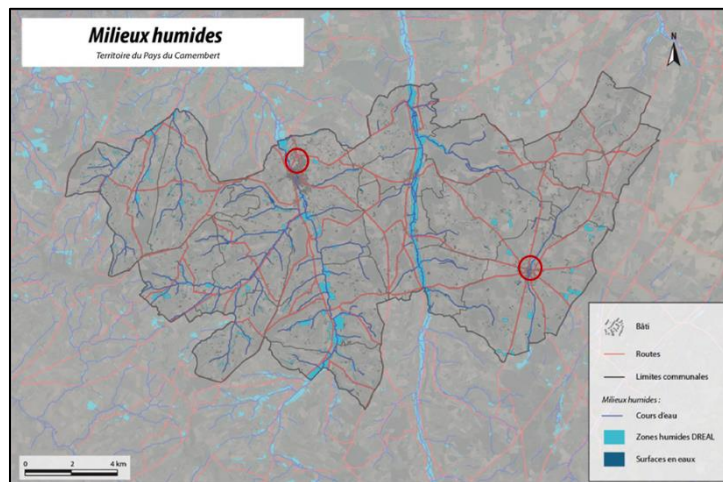 Milieux humides
Territoire du Pays du Camembert
N
Bâti
Routes
Limites communales
Milieux humides :
Cours d'eau
Zones humides DREAL
Surfaces en eaux
0 2 4 km